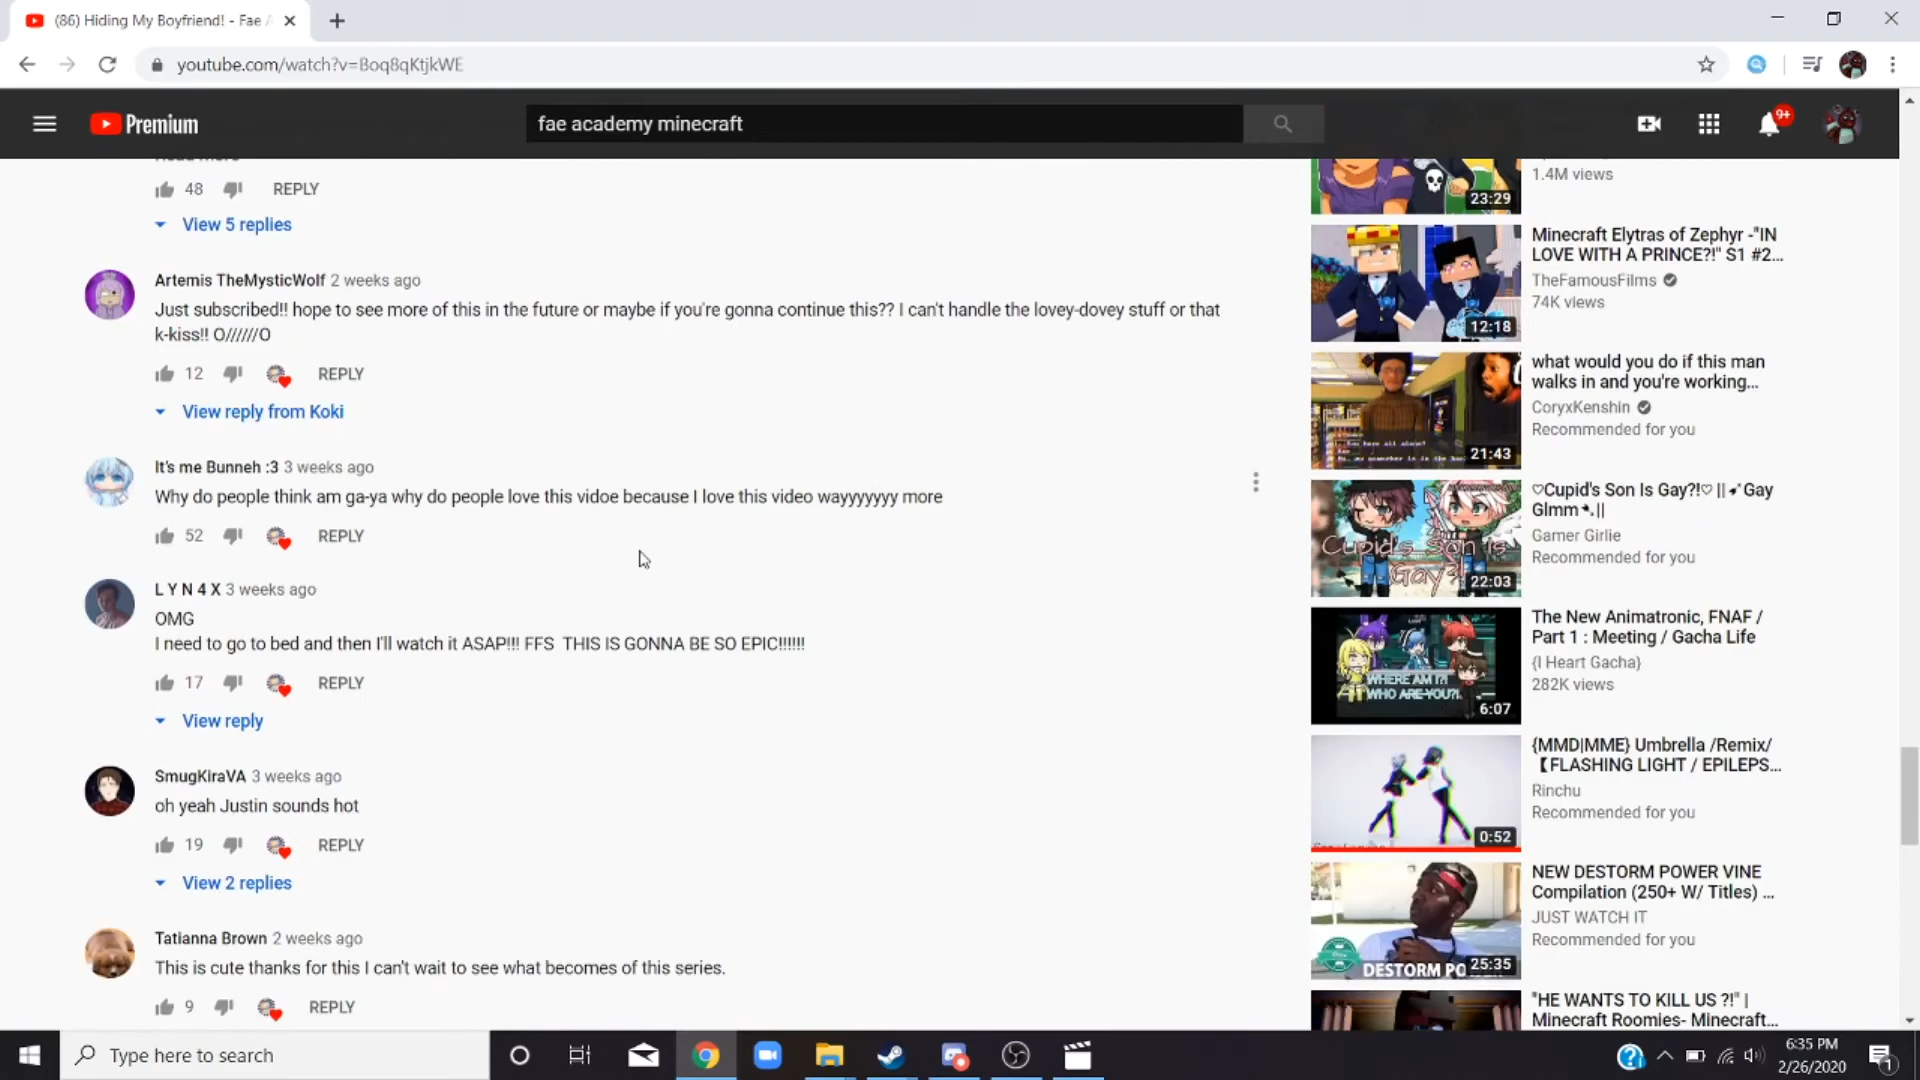 (86) Hiding My Boyfriend! - Fae
youtube.com/watch?v=Boq8qKtjkWE
Premium
fae academy minecraft
9+
48
REPLY
View 5 replies
Artemis TheMysticWolf 2 weeks ago
Just subscribed!! hope to see more of this in the future or maybe if you're gonna continue this?? I can't handle the lovey-dovey stuff or that
k-kiss!! O//////O
12
REPLY
View reply from Koki
It's me Bunneh :3 3 weeks ago
Why do people think am ga-ya why do people love this vidoe because I love this video wayyyyyyy more
52
REPLY
L Y N 4 X 3 weeks ago
OMG
I need to go to bed and then I'll watch it ASAP!!! FFS  THIS IS GONNA BE SO EPIC!!!!!!
17
REPLY
View reply
SmugKiraVA 3 weeks ago
oh yeah Justin sounds hot
19
REPLY
View 2 replies
Tatianna Brown 2 weeks ago
This is cute thanks for this I can't wait to see what becomes of this series.
9
REPLY
23:29
1.4M views
12:18
Minecraft Elytras of Zephyr -"IN
LOVE WITH A PRINCE?!" S1 #2...
TheFamousFilms
74K views
21:43
what would you do if this man
walks in and you're working...
CoryxKenshin
Recommended for you
Cupid's Son is
Gay?!
22:03
♡Cupid's Son Is Gay?!♡ || ➶Gay
Glmm➷.||
Gamer Girlie
Recommended for you
WHERE AM I?!
WHO ARE YOU?!
6:07
The New Animatronic, FNAF /
Part 1 : Meeting / Gacha Life
{I Heart Gacha}
282K views
0:52
{MMD|MME} Umbrella /Remix/
【FLASHING LIGHT / EPILEPS...
Rinchu
Recommended for you
DESTORM PO
25:35
NEW DESTORM POWER VINE
Compilation (250+ W/ Titles) ...
JUST WATCH IT
Recommended for you
"HE WANTS TO KILL US ?!" |
Minecraft Roomies- Minecraft...
Type here to search
6:35 PM
2/26/2020
1